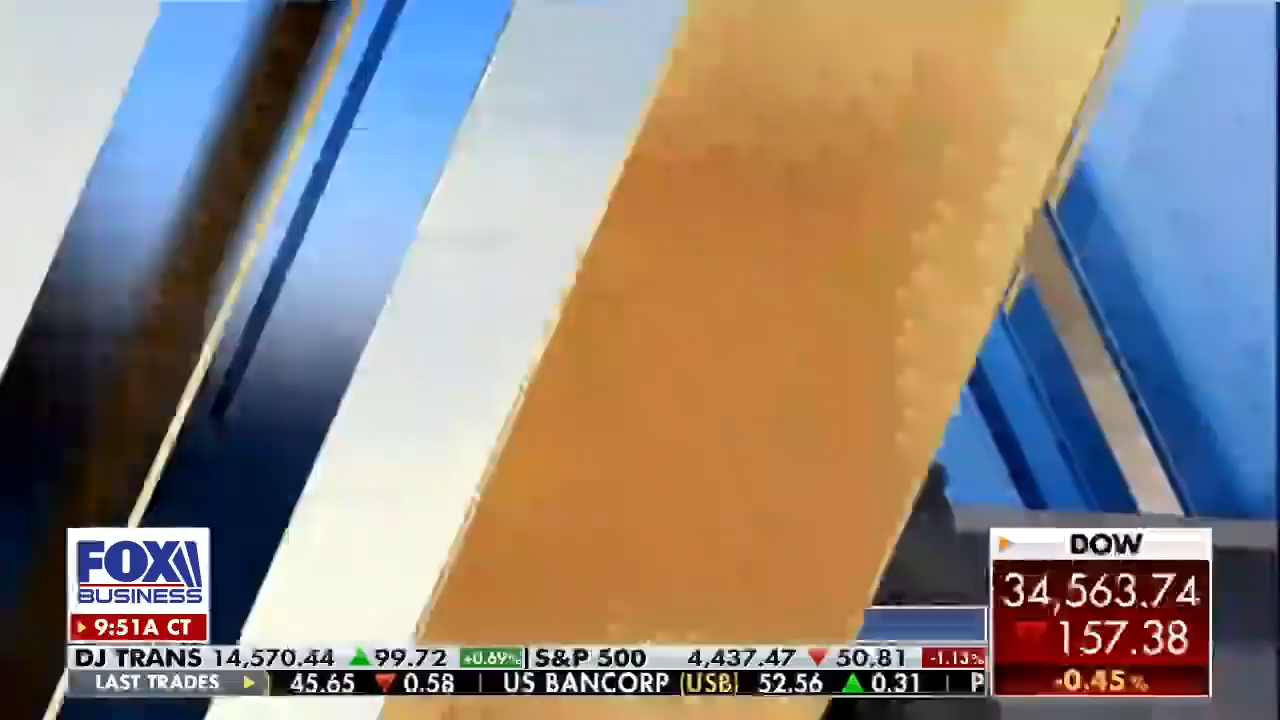 FOX
BUSINESS
9:51A CT
DOW
34,563.74
157.38
-0.45%
DJ TRANS 14,570.44 ▲99.72 +0.69% S&P 500 4,437.47 ▼50.81 -1.13%
LAST TRADES 45.65 ▼0.58 US BANCORP (USB) 52.56 ▲0.31 P